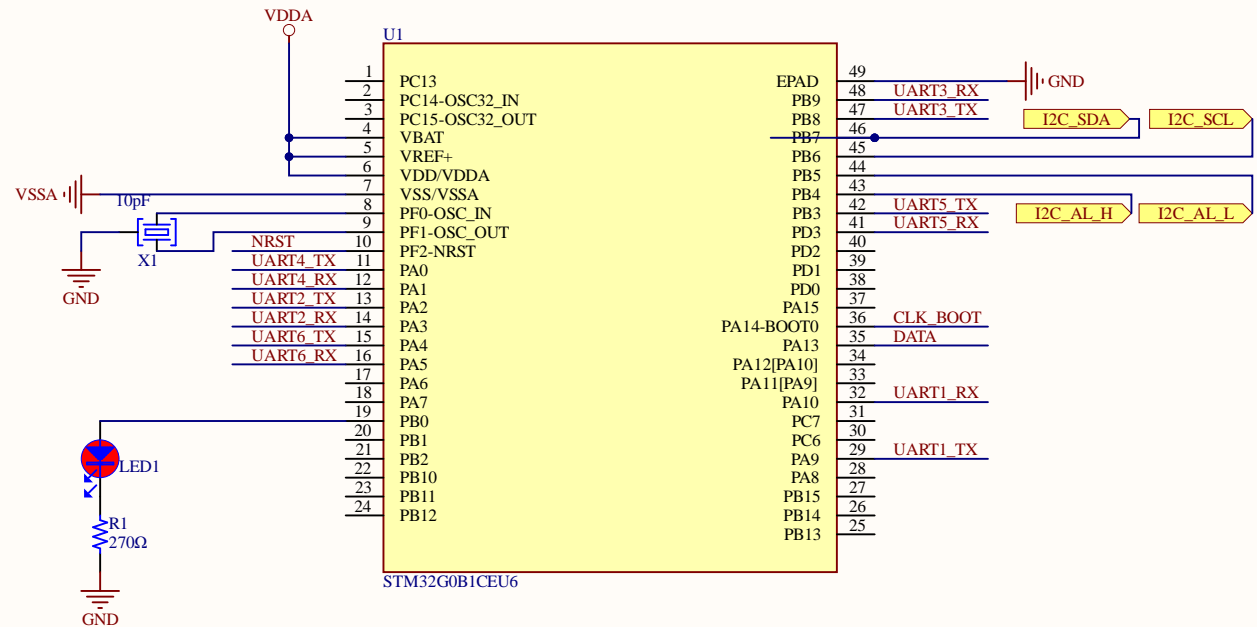 VDDA
U1
1 PC13
2 PC14-OSC32_IN
3 PC15-OSC32_OUT
4 VBAT
5 VREF+
6 VDD/VDDA
VSSA 7 VSS/VSSA
10pF 8 PF0-OSC_IN
9 PF1-OSC_OUT
X1
GND
NRST 10 PF2-NRST
UART4_TX 11 PA0
UART4_RX 12 PA1
UART2_TX 13 PA2
UART2_RX 14 PA3
UART6_TX 15 PA4
UART6_RX 16 PA5
17 PA6
18 PA7
19 PB0
20 PB1
21 PB2
22 PB10
23 PB11
24 PB12
LED1
R1
270Ω
GND
EPAD 49 GND
PB9 48 UART3_RX
PB8 47 UART3_TX
PB7 46 I2C_SDA
PB6 45 I2C_SCL
PB5 44 I2C_AL_L
PB4 43 I2C_AL_H
PB3 42 UART5_TX
PD3 41 UART5_RX
PD2 40
PD1 39
PD0 38
PA15 37
PA14-BOOT0 36 CLK_BOOT
PA13 35 DATA
PA12[PA10] 34
PA11[PA9] 33
PA10 32 UART1_RX
PC7 31
PC6 30
PA9 29 UART1_TX
PA8 28
PB15 27
PB14 26
PB13 25
STM32G0B1CEU6